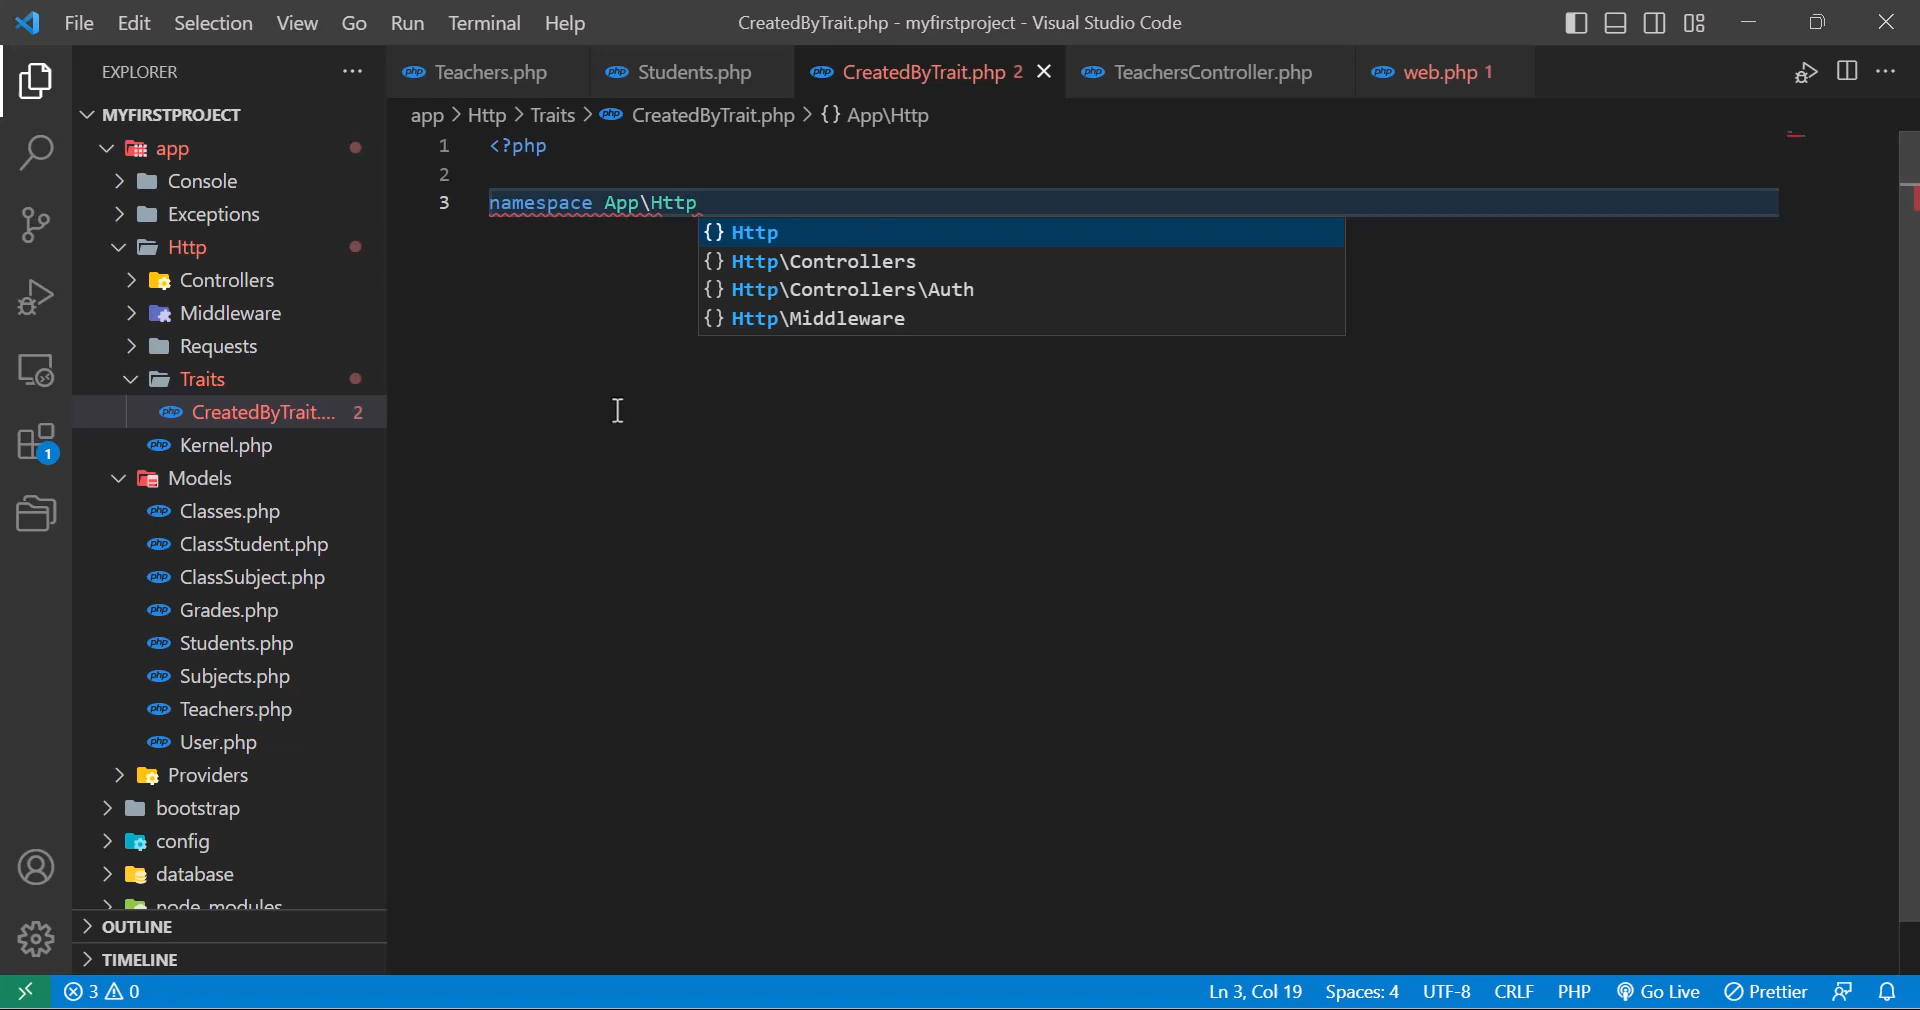 File Edit Selection View Go Run Terminal Help
CreatedByTrait.php - myfirstproject - Visual Studio Code
EXPLORER
Teachers.php
Students.php
CreatedByTrait.php 2
TeachersController.php
web.php 1
MYFIRSTPROJECT
app > Http > Traits > CreatedByTrait.php > {} App\Http
app
Console
Exceptions
Http
Controllers
Middleware
Requests
Traits
CreatedByTrait.... 2
Kernel.php
Models
Classes.php
ClassStudent.php
ClassSubject.php
Grades.php
Students.php
Subjects.php
Teachers.php
User.php
Providers
bootstrap
config
database
node_modules
OUTLINE
TIMELINE
1 <?php
2
3 namespace App\Http
{} Http
{} Http\Controllers
{} Http\Controllers\Auth
{} Http\Middleware
1
3 0
Ln 3, Col 19 Spaces: 4 UTF-8 CRLF PHP Go Live Prettier